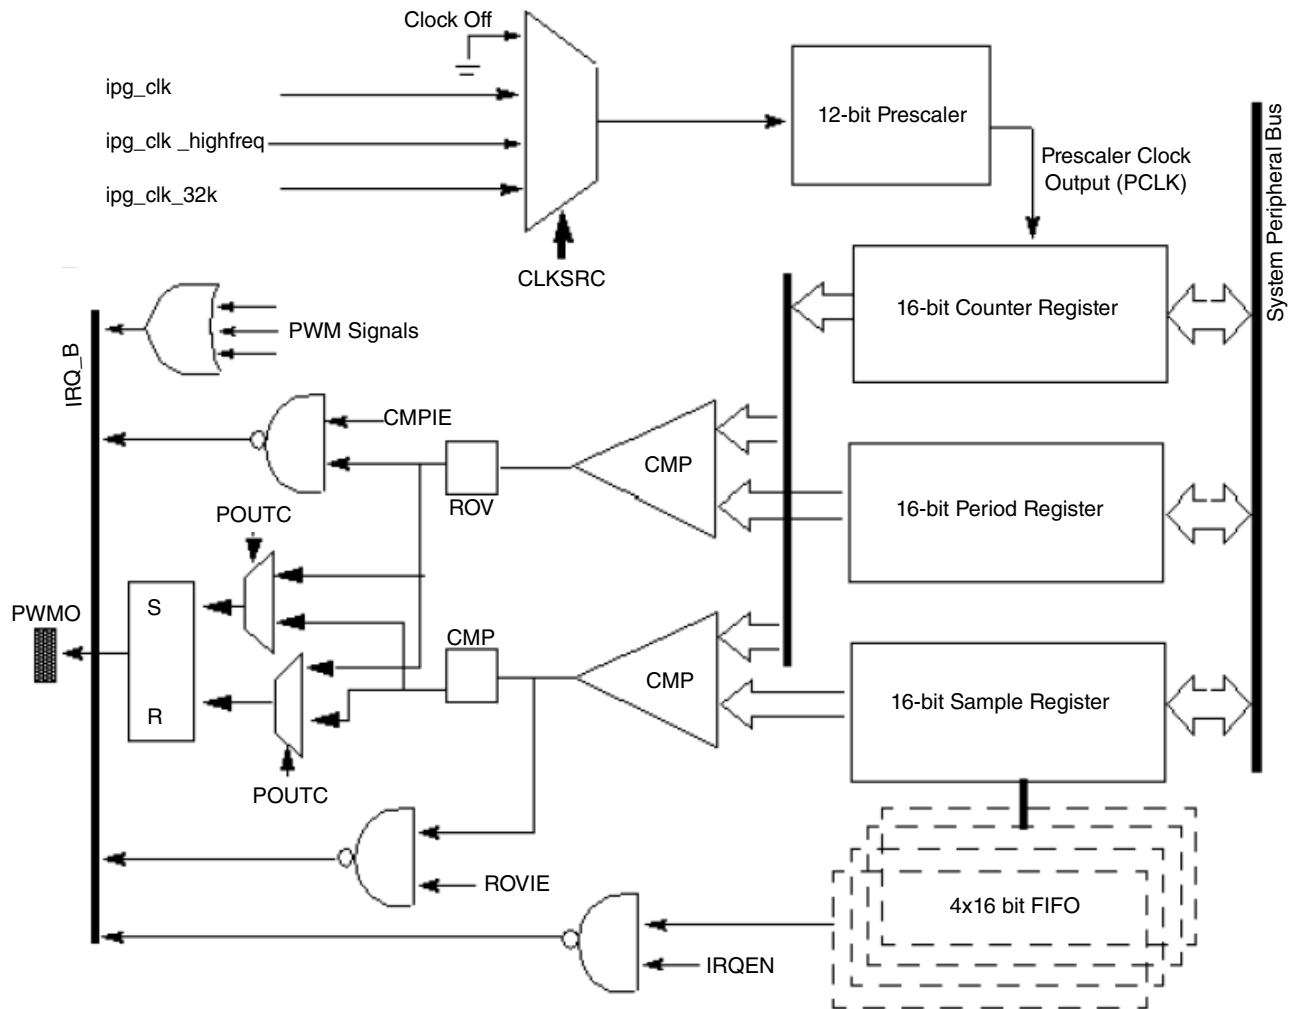 Clock Off
ipg_clk
ipg_clk _highfreq
ipg_clk_32k
CLKSRC
12-bit Prescaler
Prescaler Clock
Output (PCLK)
System Peripheral Bus
16-bit Counter Register
PWM Signals
IRQ_B
CMPIE
CMP
ROV
16-bit Period Register
POUTC
S
R
PWMO
CMP
CMP
16-bit Sample Register
POUTC
ROVIE
4x16 bit FIFO
IRQEN